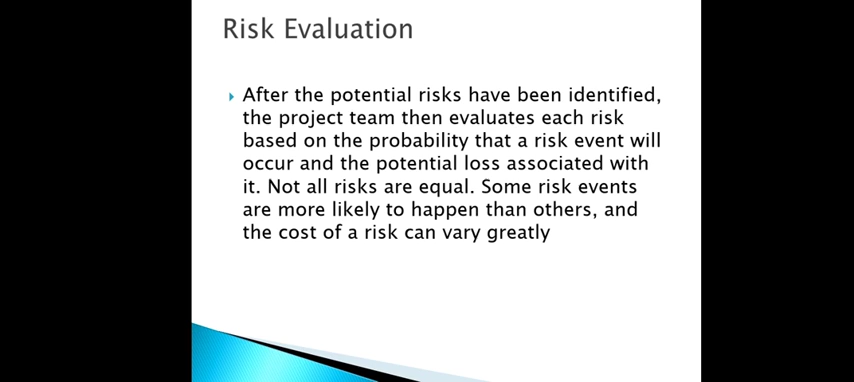 Risk Evaluation
After the potential risks have been identified,
the project team then evaluates each risk
based on the probability that a risk event will
occur and the potential loss associated with
it. Not all risks are equal. Some risk events
are more likely to happen than others, and
the cost of a risk can vary greatly